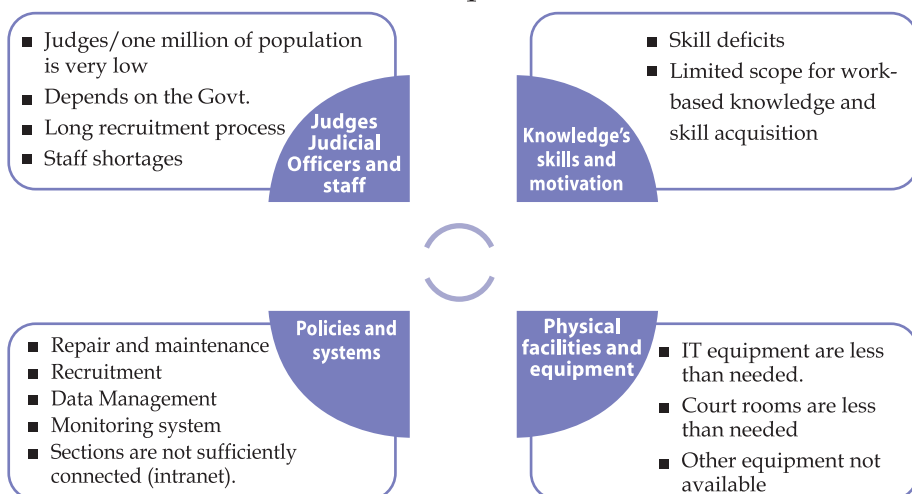 ■ Judges/one million of population
is very low
■ Depends on the Govt.
■ Long recruitment process
■ Staff shortages
Judges
Judicial
Officers and
staff
■ Skill deficits
■ Limited scope for work-
based knowledge and
skill acquisition
Knowledge's
skills and
motivation
Policies and
systems
■ Repair and maintenance
■ Recruitment
■ Data Management
■ Monitoring system
■ Sections are not sufficiently
connected (intranet).
Physical
facilities and
equipment
■ IT equipment are less
than needed.
■ Court rooms are less
than needed
■ Other equipment not
available